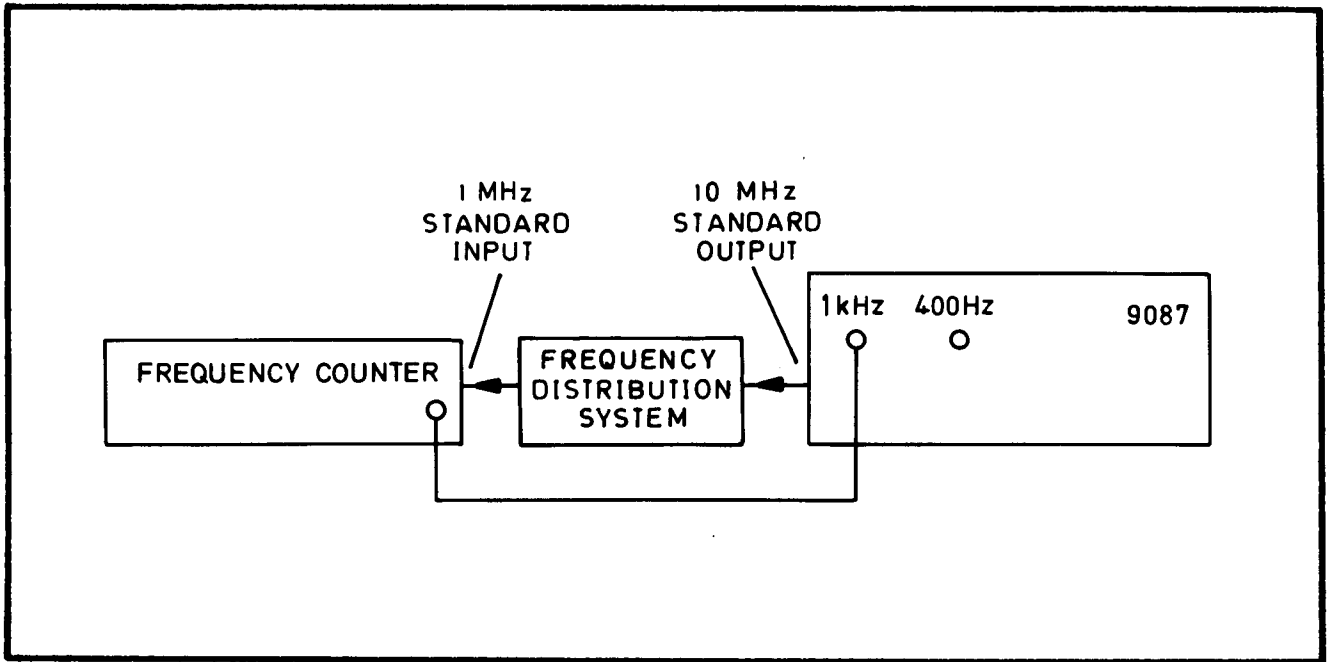 1 MHz
STANDARD
INPUT
10 MHz
STANDARD
OUTPUT
1kHz 400Hz 9087
FREQUENCY COUNTER
FREQUENCY
DISTRIBUTION
SYSTEM